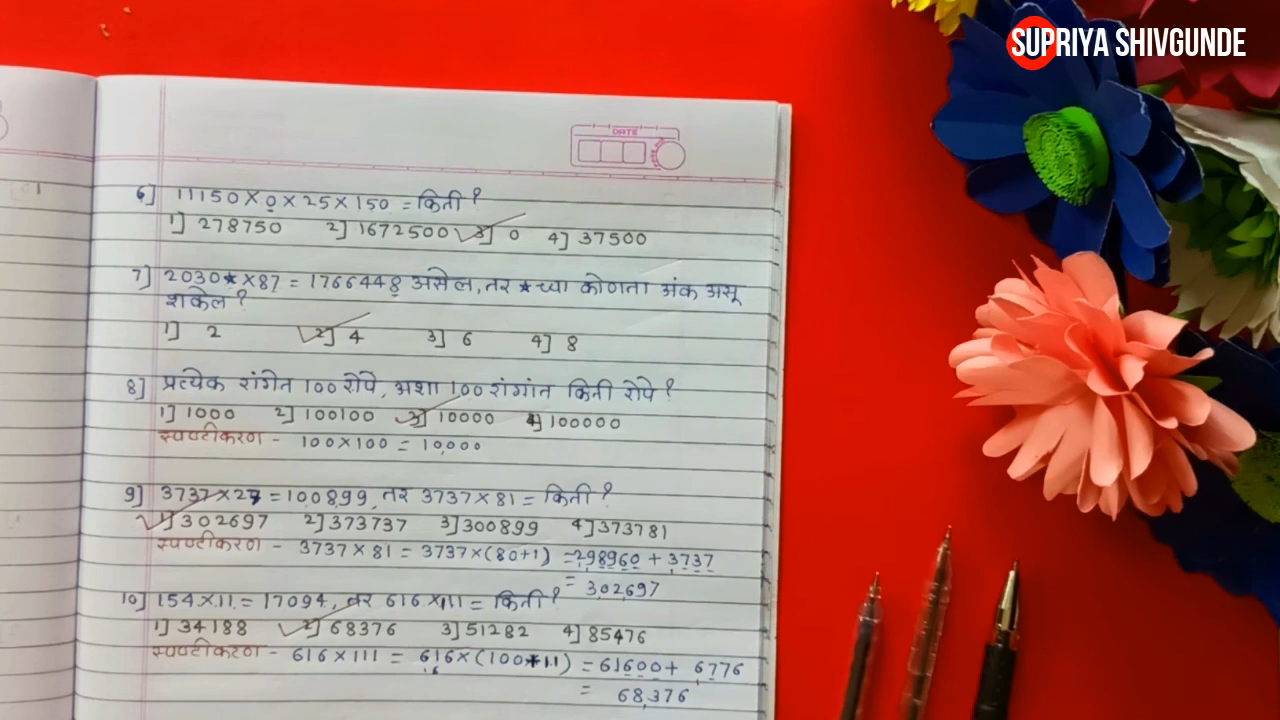 SUPRIYA SHIVGUNDE
DATE
6] 11150 × 0 × 25 × 150 = किती ?
1] 278750 2] 1672500 3] 0 4] 37500
7] 2030* × 87 = 1766448 असेल, तर * च्या कोणता अंक असू
शकेल ?
1] 2 2] 4 3] 6 4] 8
8] प्रत्येक रांगेत 100 रोपे, अशा 100 रांगांत किती रोपे ?
1] 1000 2] 100100 3] 10000 4] 100000
स्पष्टीकरण - 100 × 100 = 10,000
9] 3737 × 27 = 100899, तर 3737 × 81 = किती ?
1] 302697 2] 373737 3] 300899 4] 373781
स्पष्टीकरण - 3737 × 81 = 3737 × (80+1) = 298960 + 3737
= 302697
10] 154 × 11 = 17094, तर 616 × 111 = किती ?
1] 34188 2] 68376 3] 51282 4] 85476
स्पष्टीकरण - 616 × 111 = 616 × (100+11) = 61600 + 6776
= 68,376